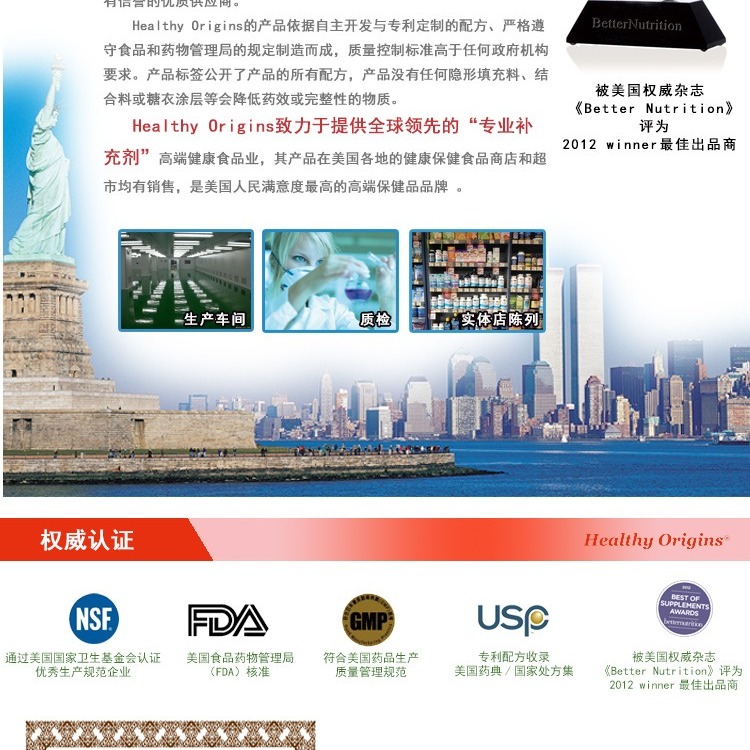 有信誉的优质供应商。
Healthy Origins的产品依据自主开发与专利定制的配方、严格遵
守食品和药物管理局的规定制造而成，质量控制标准高于任何政府机构
要求。产品标签公开了产品的所有配方，产品没有任何隐形填充料、结
合料或糖衣涂层等会降低药效或完整性的物质。
Healthy Origins致力于提供全球领先的“专业补
充剂”高端健康食品业，其产品在美国各地的健康保健食品商店和超
市均有销售，是美国人民满意度最高的高端保健品品牌 。
BetterNutrition
被美国权威杂志
《Better Nutrition》
评为
2012 winner最佳出品商
生产车间
质检
实体店陈列
权威认证
Healthy Origins®
NSF
通过美国国家卫生基金会认证
优秀生产规范企业
FDA
美国食品药物管理局
（FDA）核准
GMP
符合美国药品生产
质量管理规范
USP
专利配方收录
美国药典／国家处方集
2012
BEST OF
SUPPLEMENTS
AWARDS
betternutrition
被美国权威杂志
《Better Nutrition》评为
2012 winner最佳出品商